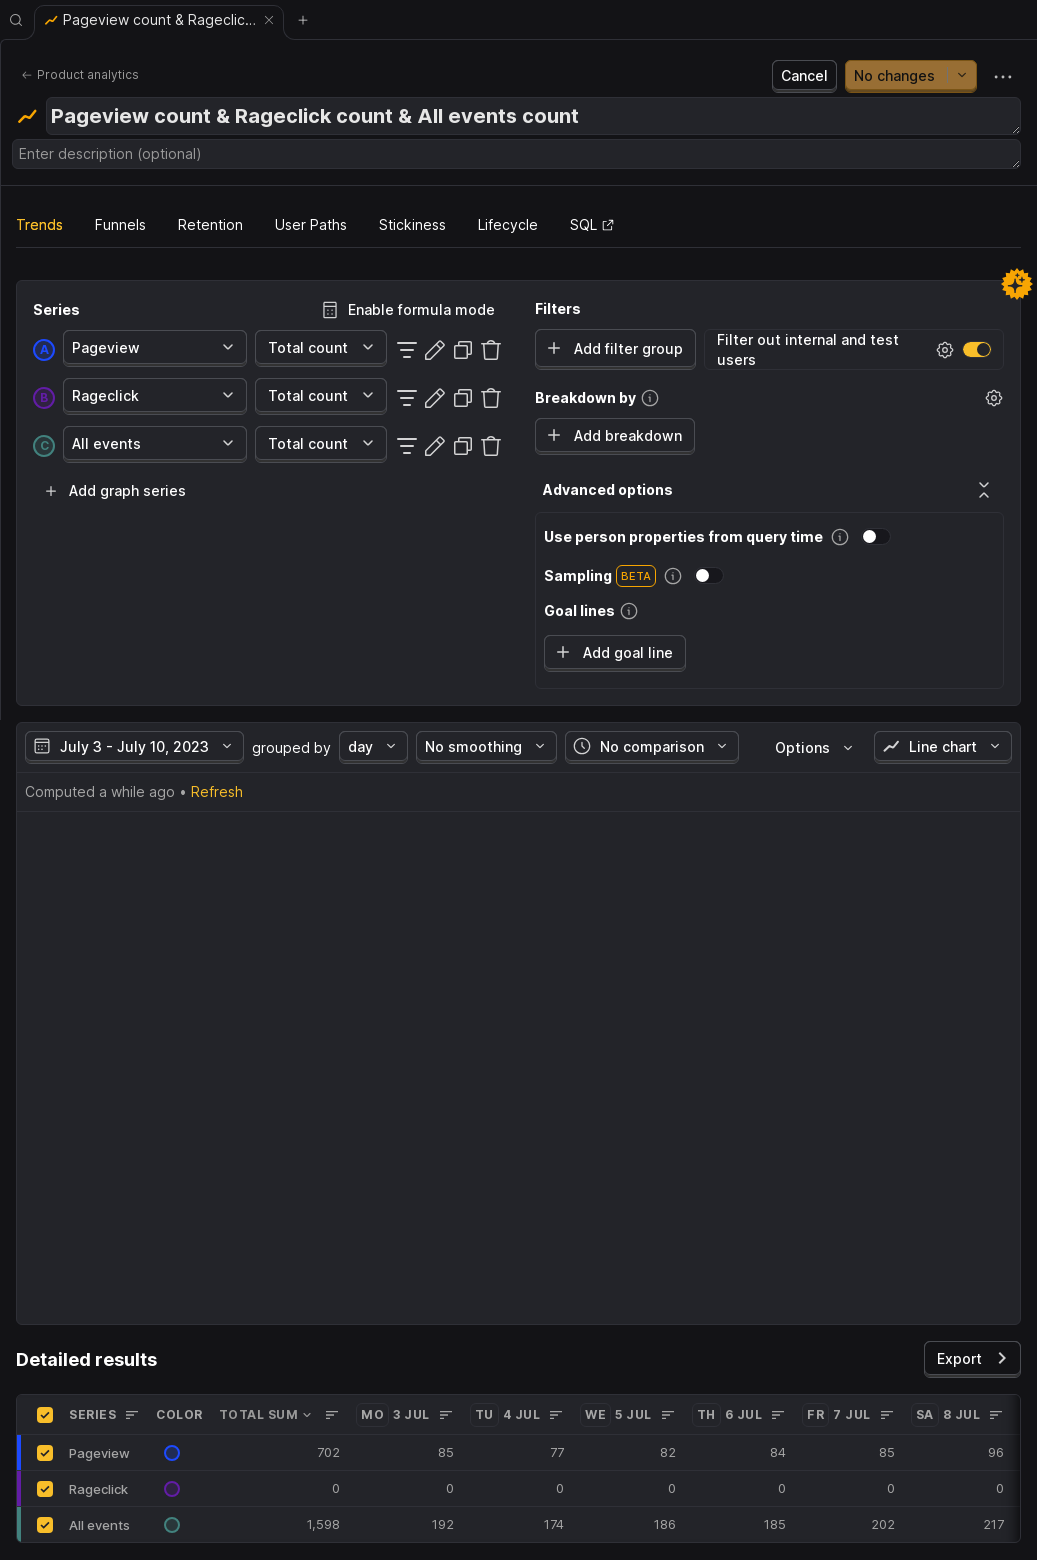 Pageview count & Rageclic...
Product analytics
Cancel
No changes
Pageview count & Rageclick count & All events count
Enter description (optional)
Trends Funnels Retention User Paths Stickiness Lifecycle SQL
Series
Enable formula mode
A Pageview Total count
B Rageclick Total count
C All events Total count
Add graph series
Filters
Add filter group
Filter out internal and test
users
Breakdown by
Add breakdown
Advanced options
Use person properties from query time
Sampling BETA
Goal lines
Add goal line
July 3 - July 10, 2023 grouped by day No smoothing No comparison Options Line chart
Computed a while ago • Refresh
Detailed results
Export
SERIES COLOR TOTAL SUM MO 3 JUL TU 4 JUL WE 5 JUL TH 6 JUL FR 7 JUL SA 8 JUL
Pageview 702 85 77 82 84 85 96
Rageclick 0 0 0 0 0 0 0
All events 1,598 192 174 186 185 202 217